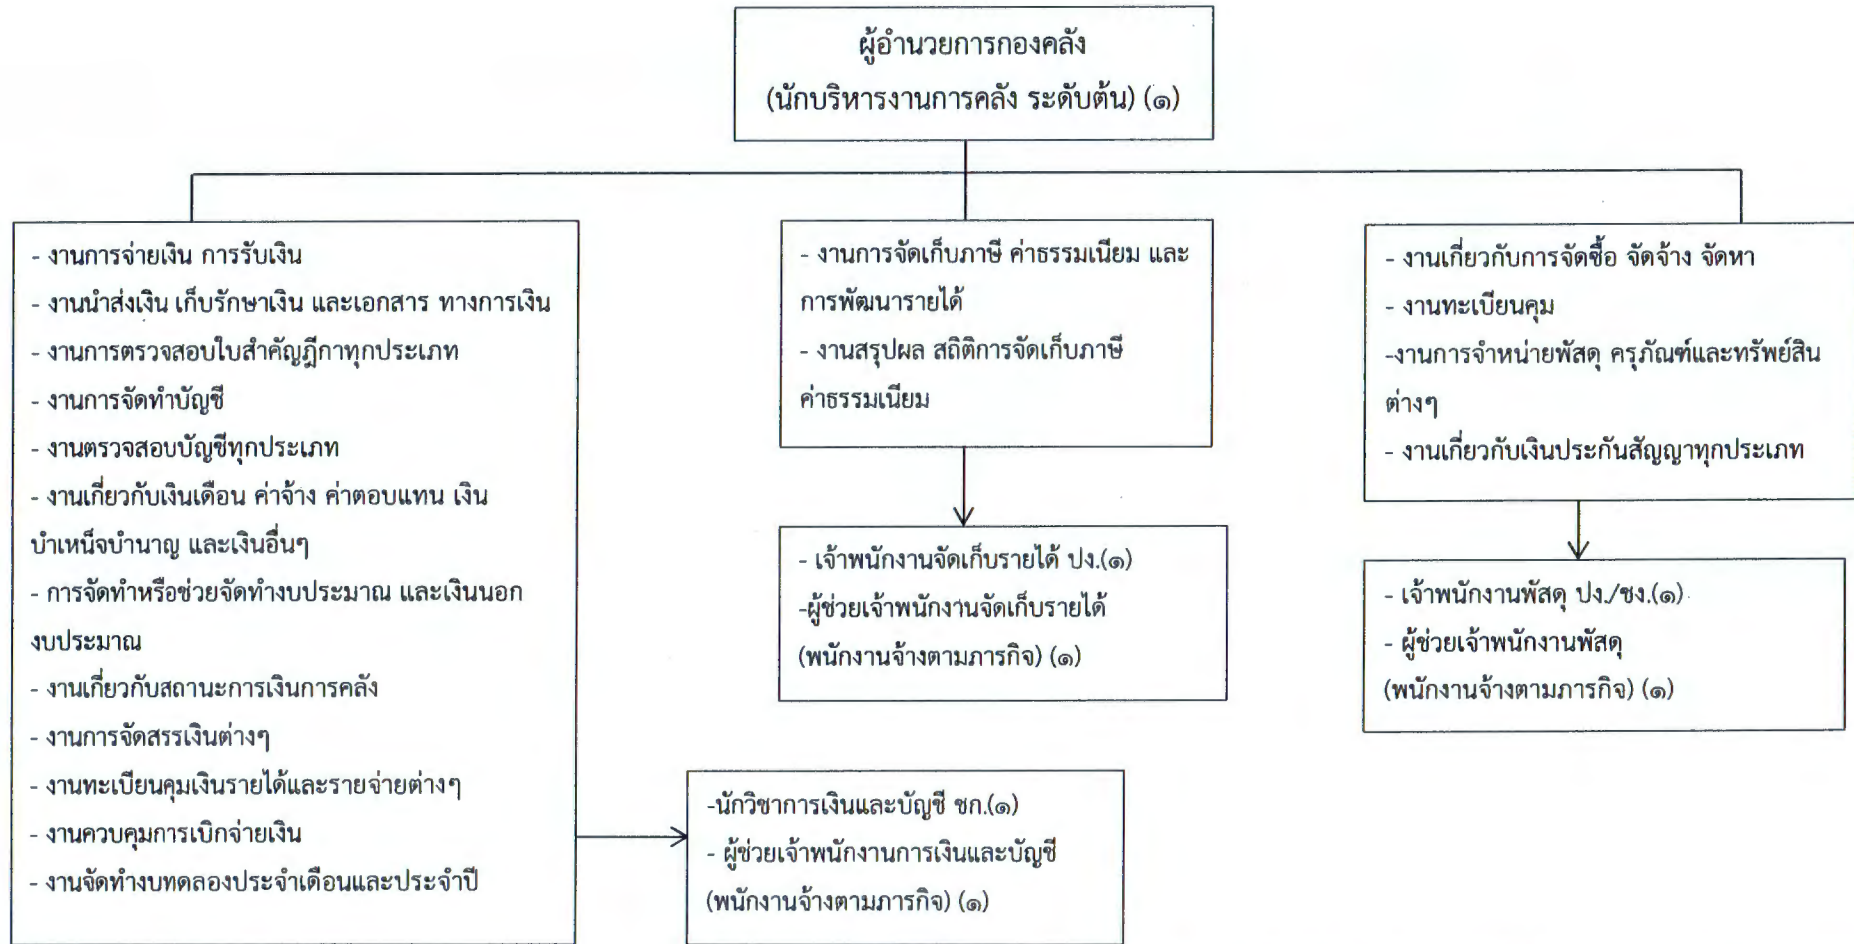 ผู้อำนวยการกองคลัง
(นักบริหารงานการคลัง ระดับต้น) (๑)
- งานการจ่ายเงิน การรับเงิน
- งานนำส่งเงิน เก็บรักษาเงิน และเอกสาร ทางการเงิน
- งานการตรวจสอบใบสำคัญฎีกาทุกประเภท
- งานการจัดทำบัญชี
- งานตรวจสอบบัญชีทุกประเภท
- งานเกี่ยวกับเงินเดือน ค่าจ้าง ค่าตอบแทน เงิน
บำเหน็จบำนาญ และเงินอื่นๆ
- การจัดทำหรือช่วยจัดทำงบประมาณ และเงินนอก
งบประมาณ
- งานเกี่ยวกับสถานะการเงินการคลัง
- งานการจัดสรรเงินต่างๆ
- งานทะเบียนคุมเงินรายได้และรายจ่ายต่างๆ
- งานควบคุมการเบิกจ่ายเงิน
- งานจัดทำงบทดลองประจำเดือนและประจำปี
-นักวิชาการเงินและบัญชี ชก.(๑)
- ผู้ช่วยเจ้าพนักงานการเงินและบัญชี
(พนักงานจ้างตามภารกิจ) (๑)
- งานการจัดเก็บภาษี ค่าธรรมเนียม และ
การพัฒนารายได้
- งานสรุปผล สถิติการจัดเก็บภาษี
ค่าธรรมเนียม
- เจ้าพนักงานจัดเก็บรายได้ ปง.(๑)
-ผู้ช่วยเจ้าพนักงานจัดเก็บรายได้
(พนักงานจ้างตามภารกิจ) (๑)
- งานเกี่ยวกับการจัดซื้อ จัดจ้าง จัดหา
- งานทะเบียนคุม
-งานการจำหน่ายพัสดุ ครุภัณฑ์และทรัพย์สิน
ต่างๆ
- งานเกี่ยวกับเงินประกันสัญญาทุกประเภท
- เจ้าพนักงานพัสดุ ปง./ชง.(๑)
- ผู้ช่วยเจ้าพนักงานพัสดุ
(พนักงานจ้างตามภารกิจ) (๑)